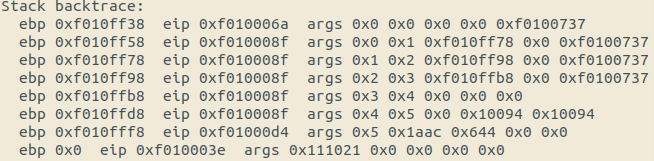 Stack backtrace:
ebp 0xf010ff38 eip 0xf010006a args 0x0 0x0 0x0 0x0 0xf0100737
ebp 0xf010ff58 eip 0xf010008f args 0x0 0x1 0xf010ff78 0x0 0xf0100737
ebp 0xf010ff78 eip 0xf010008f args 0x1 0x2 0xf010ff98 0x0 0xf0100737
ebp 0xf010ff98 eip 0xf010008f args 0x2 0x3 0xf010ffb8 0x0 0xf0100737
ebp 0xf010ffb8 eip 0xf010008f args 0x3 0x4 0x0 0x0 0x0
ebp 0xf010ffd8 eip 0xf010008f args 0x4 0x5 0x0 0x10094 0x10094
ebp 0xf010fff8 eip 0xf01000d4 args 0x5 0x1aac 0x644 0x0 0x0
ebp 0x0 eip 0xf010003e args 0x111021 0x0 0x0 0x0 0x0